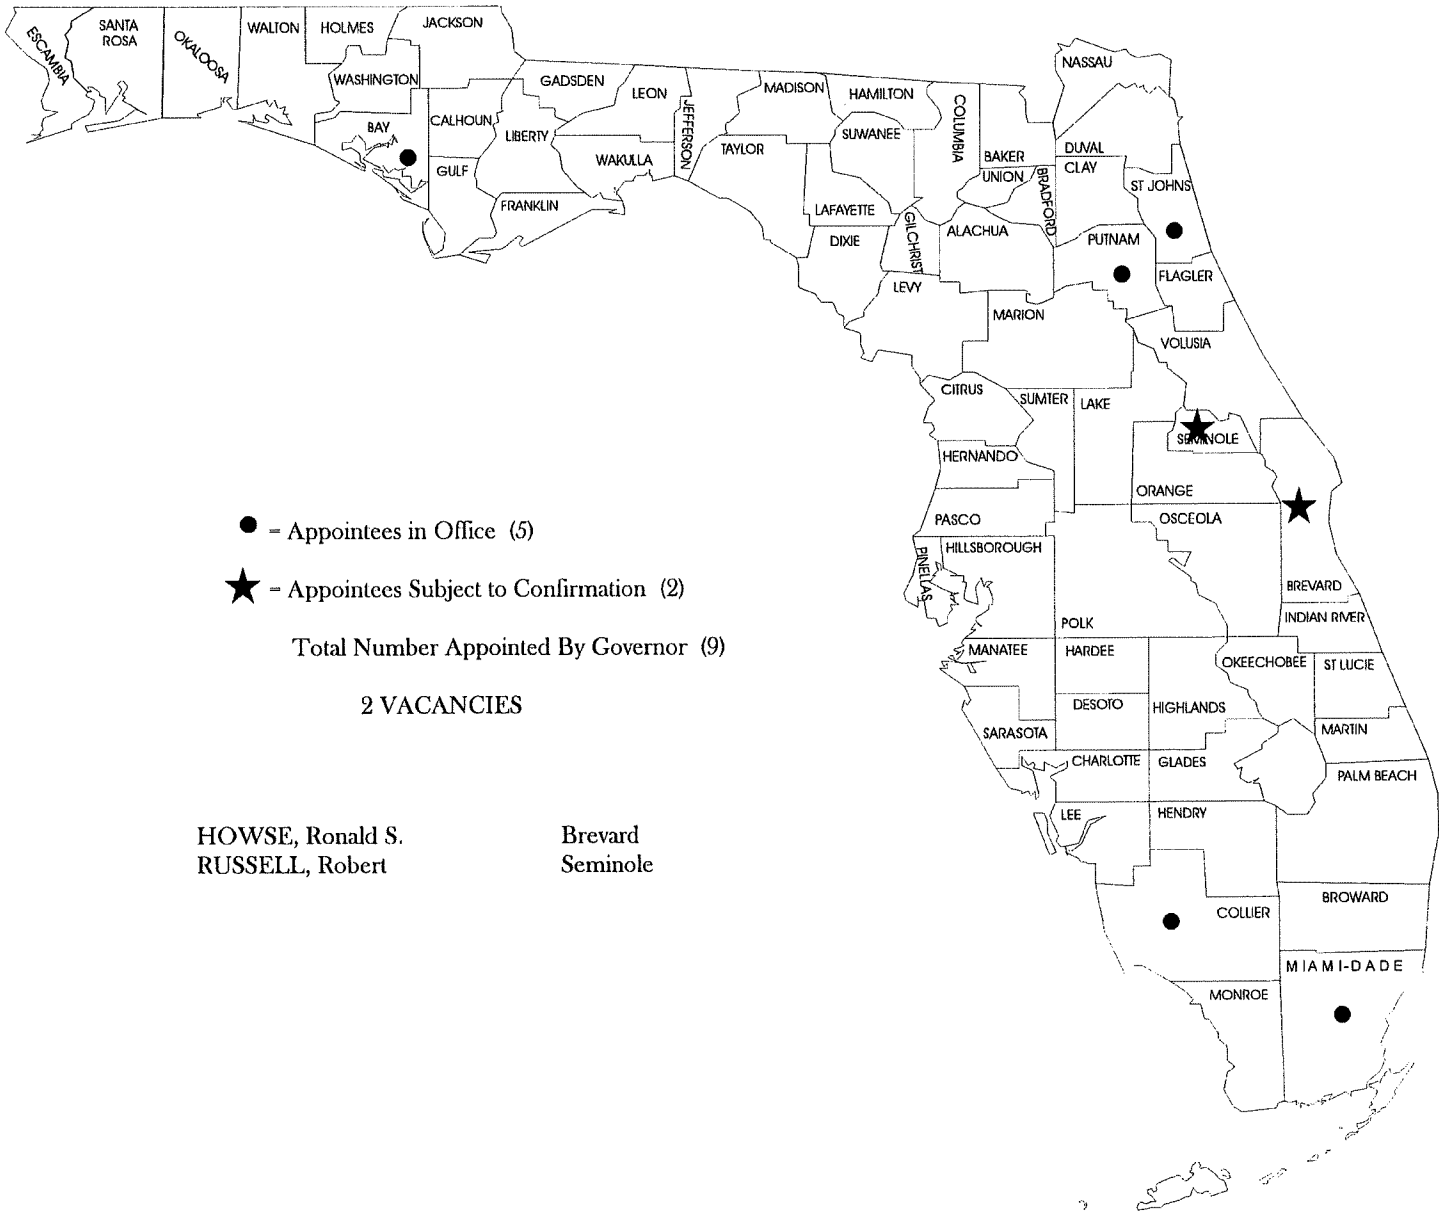 ESCAMBIA
SANTA
ROSA
OKALOOSA
WALTON
HOLMES
JACKSON
WASHINGTON
BAY
CALHOUN
GULF
GADSDEN
LIBERTY
FRANKLIN
LEON
WAKULLA
JEFFERSON
MADISON
TAYLOR
HAMILTON
SUWANEE
LAFAYETTE
DIXIE
COLUMBIA
GILCHRIST
LEVY
BAKER
UNION
BRADFORD
ALACHUA
NASSAU
DUVAL
CLAY
ST JOHNS
PUTNAM
FLAGLER
MARION
VOLUSIA
CITRUS
SUMTER
LAKE
SEMINOLE
HERNANDO
ORANGE
PASCO
OSCEOLA
PINELLAS
HILLSBOROUGH
POLK
BREVARD
INDIAN RIVER
MANATEE
HARDEE
OKEECHOBEE
ST LUCIE
DESOTO
HIGHLANDS
SARASOTA
MARTIN
CHARLOTTE
GLADES
PALM BEACH
LEE
HENDRY
BROWARD
COLLIER
MIAMI-DADE
MONROE
= Appointees in Office (5)
= Appointees Subject to Confirmation (2)
Total Number Appointed By Governor (9)
2 VACANCIES
HOWSE, Ronald S. Brevard
RUSSELL, Robert Seminole